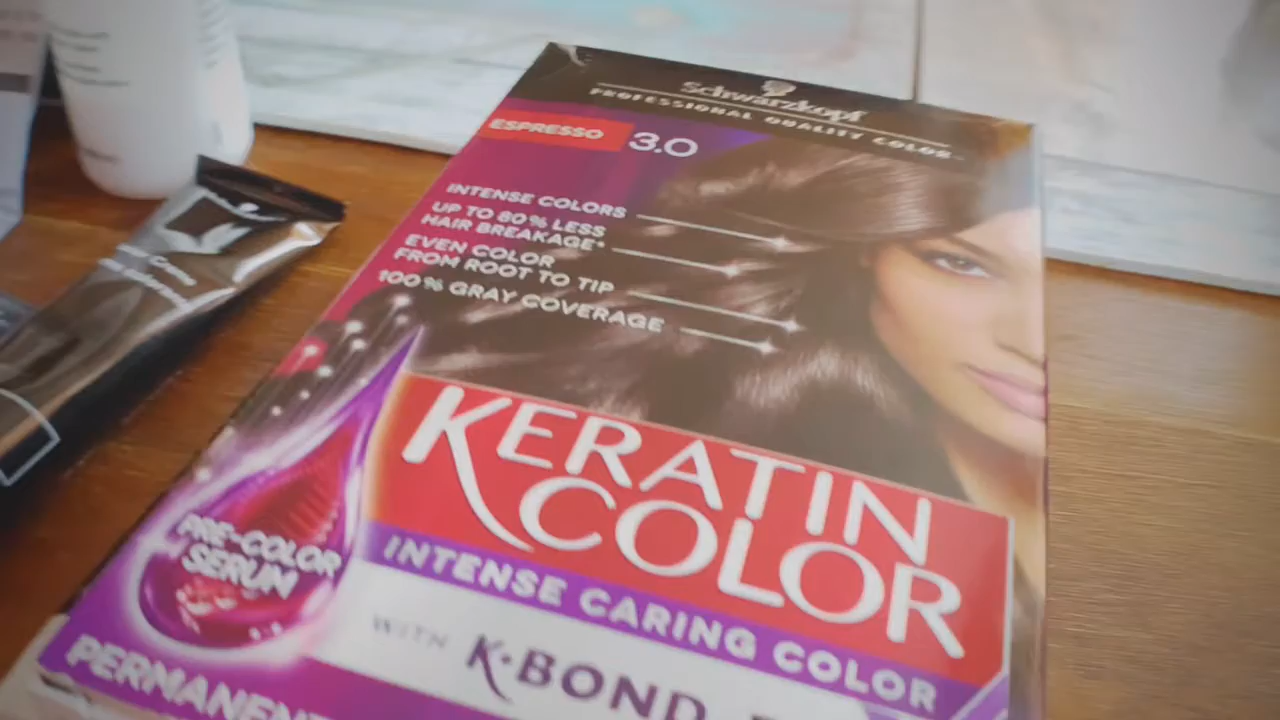 Schwarzkopf
PROFESSIONAL QUALITY COLOR
ESPRESSO 3.0
INTENSE COLORS
UP TO 80% LESS
HAIR BREAKAGE*
EVEN COLOR
FROM ROOT TO TIP
100% GRAY COVERAGE
KERATIN
COLOR
PRE-COLOR
SERUM
INTENSE CARING COLOR
WITH K•BOND
PERMANENT